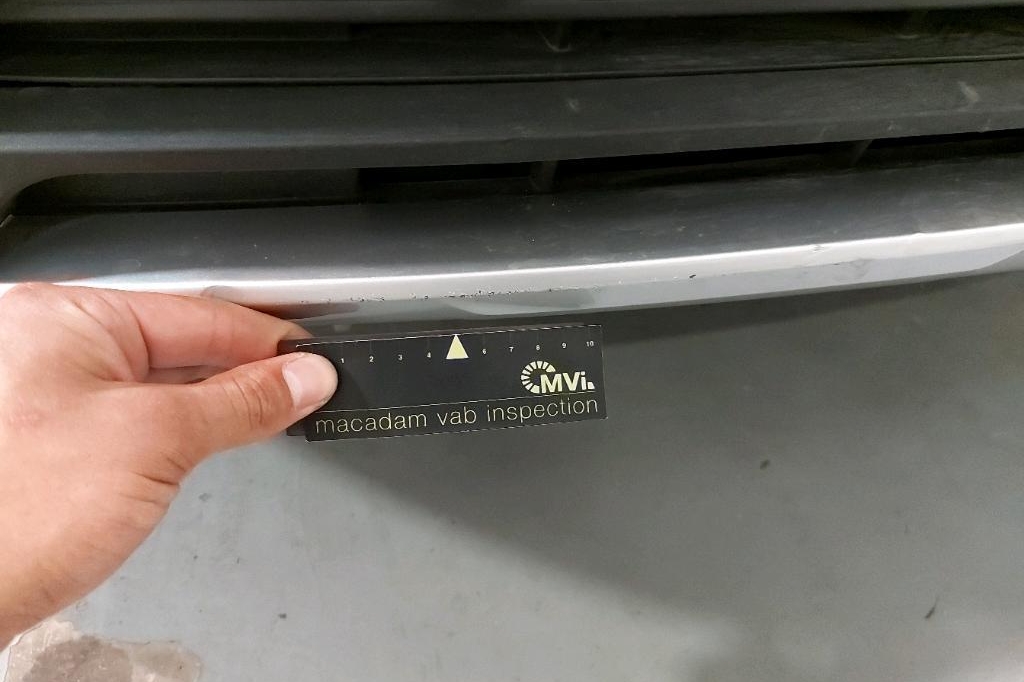 1 2 3 4 6 7 8 9 10
MVi.
macadam vab inspection